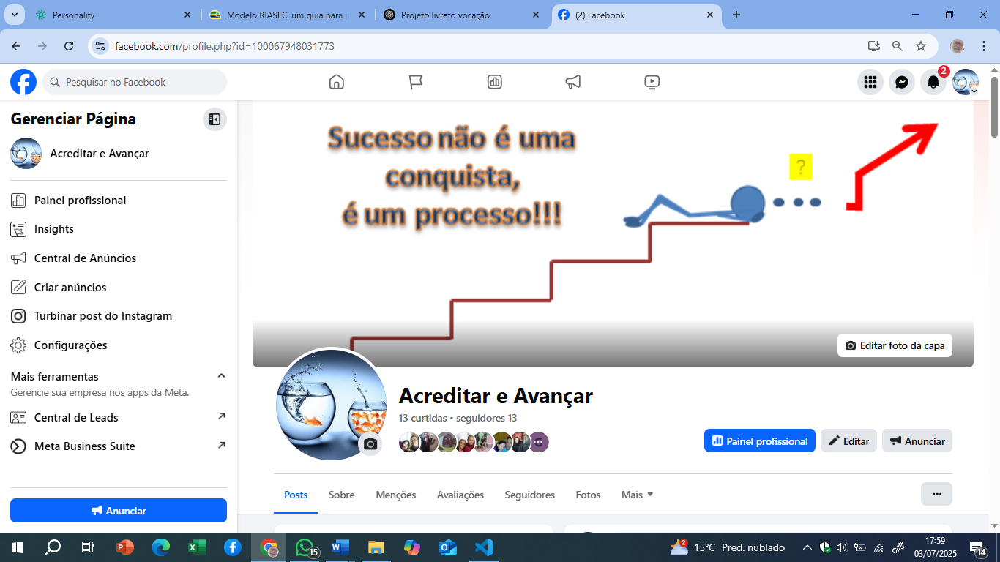 Personality
Modelo RIASEC: um guia para j
Projeto livreto vocação
(2) Facebook
facebook.com/profile.php?id=100067948031773
Pesquisar no Facebook
2
Gerenciar Página
Acreditar e Avançar
Painel profissional
Insights
Central de Anúncios
Criar anúncios
Turbinar post do Instagram
Configurações
Mais ferramentas
Gerencie sua empresa nos apps da Meta.
Central de Leads
Meta Business Suite
Anunciar
Sucesso não é uma
conquista,
é um processo!!!
?
Editar foto da capa
Acreditar e Avançar
13 curtidas • seguidores 13
Painel profissional
Editar
Anunciar
Posts
Sobre
Menções
Avaliações
Seguidores
Fotos
Mais
15
2
15°C Pred. nublado
17:59
03/07/2025
14